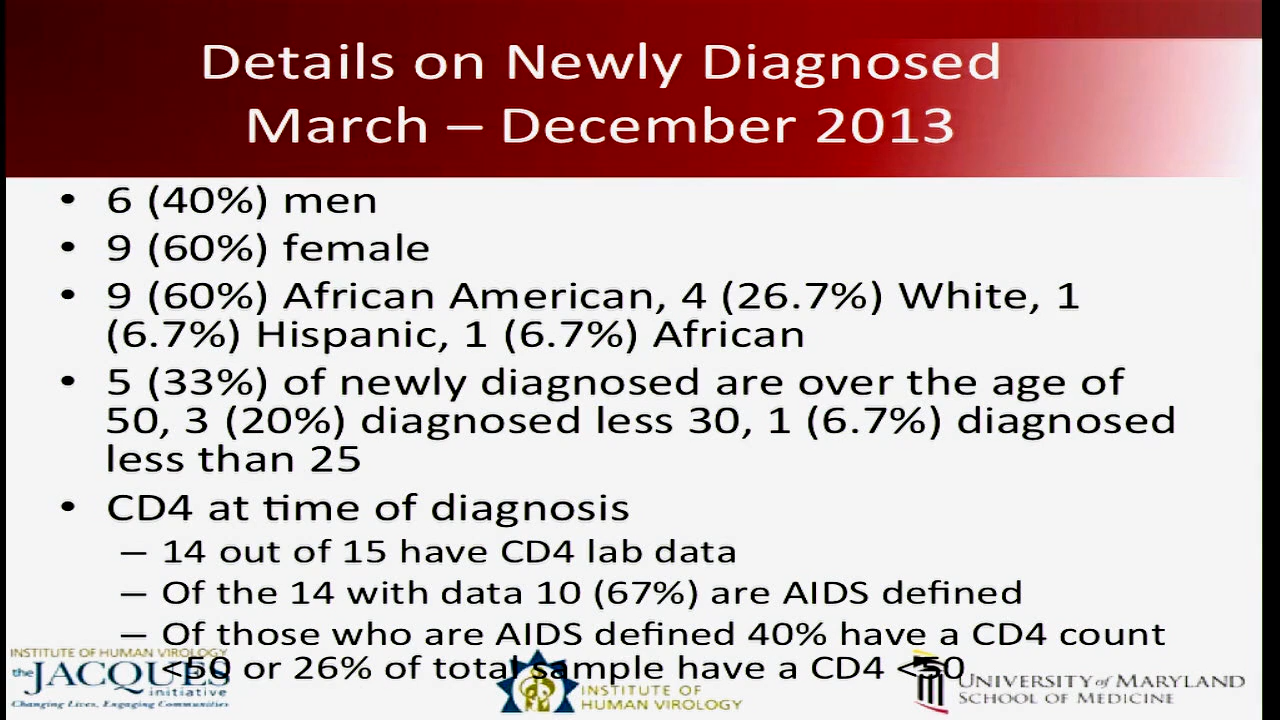 Details on Newly Diagnosed
March – December 2013
• 6 (40%) men
• 9 (60%) female
• 9 (60%) African American, 4 (26.7%) White, 1
(6.7%) Hispanic, 1 (6.7%) African
• 5 (33%) of newly diagnosed are over the age of
50, 3 (20%) diagnosed less 30, 1 (6.7%) diagnosed
less than 25
• CD4 at time of diagnosis
– 14 out of 15 have CD4 lab data
– Of the 14 with data 10 (67%) are AIDS defined
– Of those who are AIDS defined 40% have a CD4 count
<50 or 26% of total sample have a CD4 <50
INSTITUTE OF HUMAN VIROLOGY
the JACQUES
initiative
Changing Lives, Engaging Communities
INSTITUTE OF
HUMAN VIROLOGY
UNIVERSITY of MARYLAND
SCHOOL OF MEDICINE